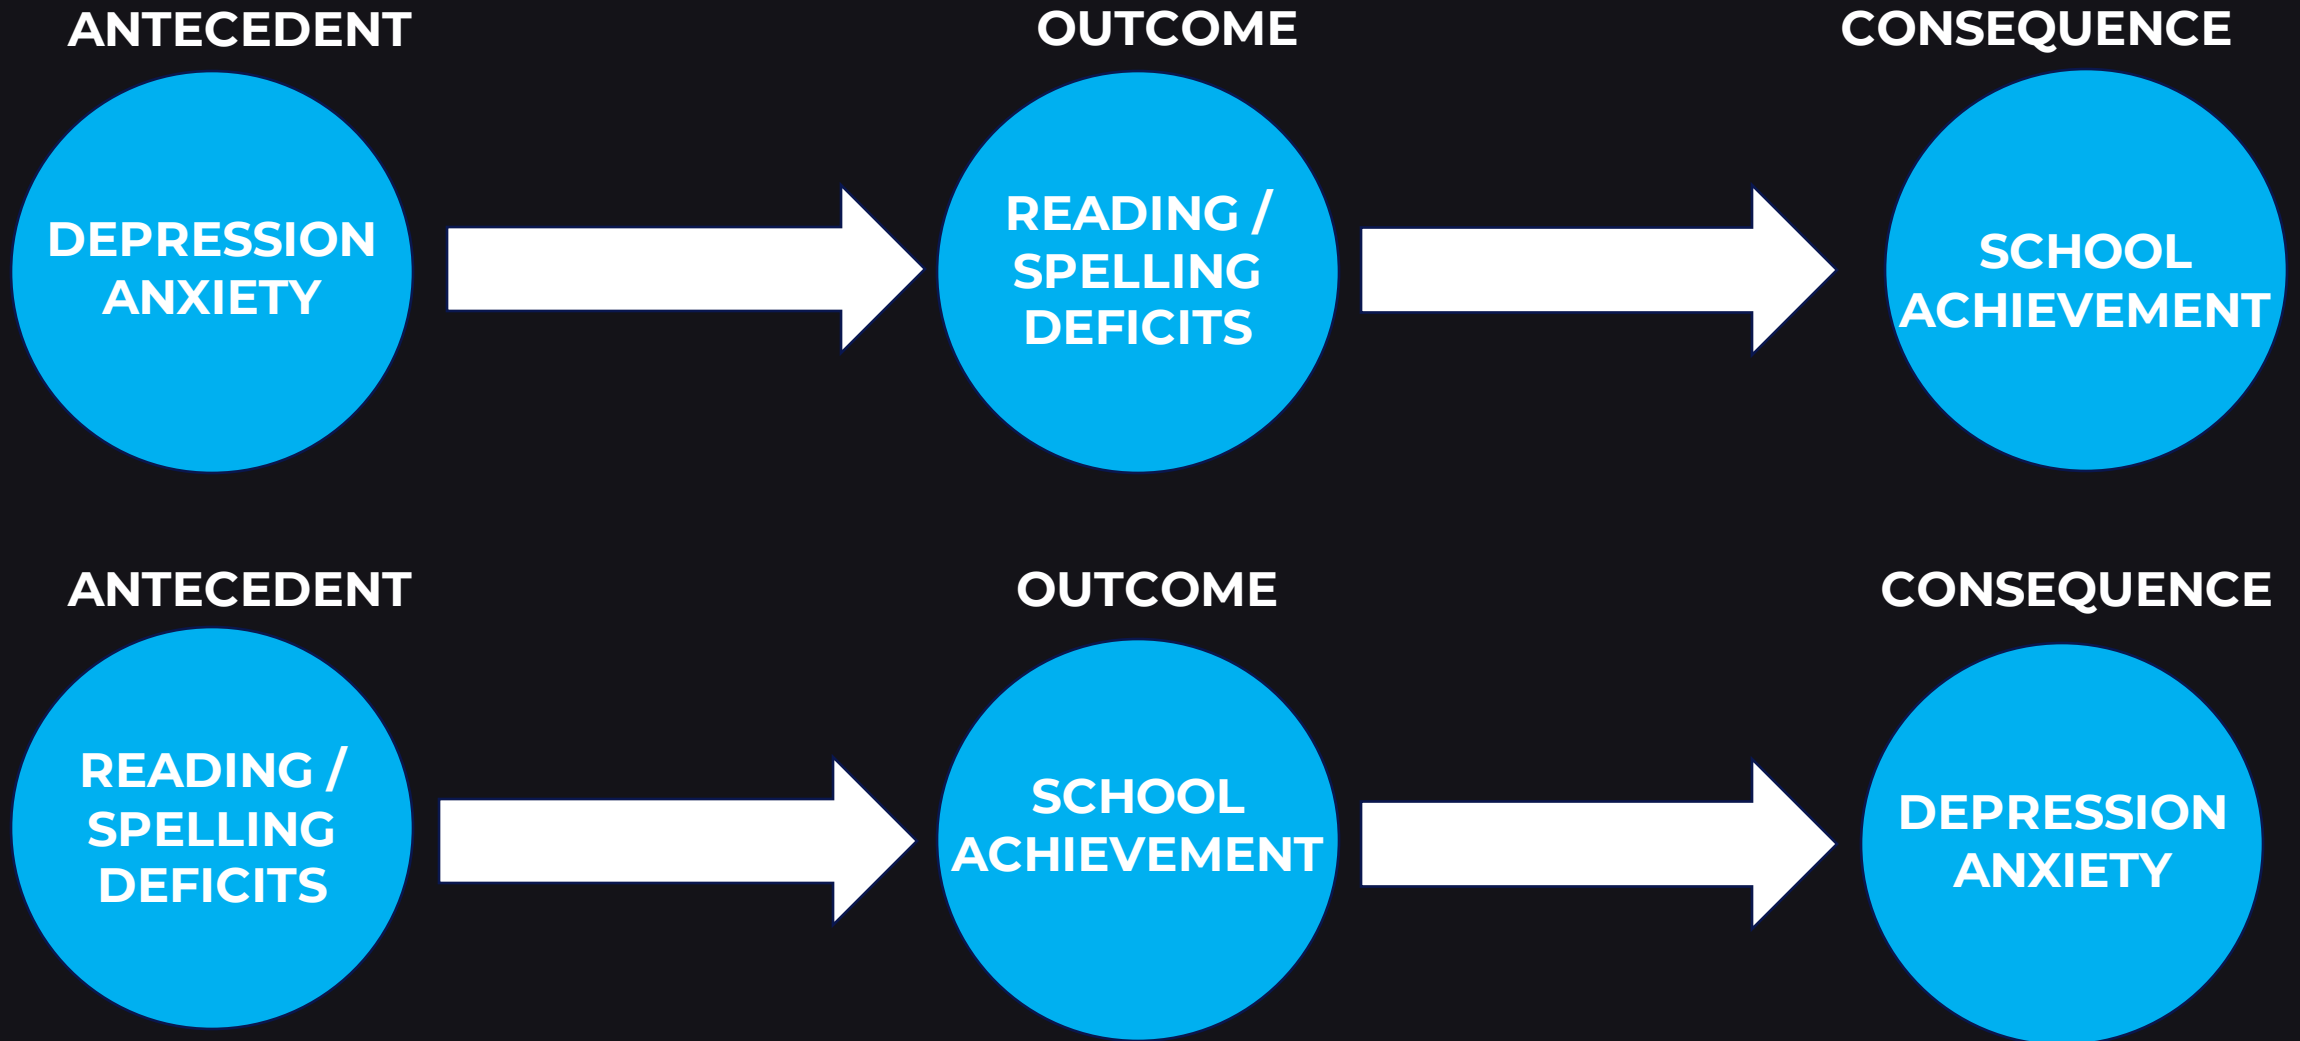 ANTECEDENT
OUTCOME
CONSEQUENCE
DEPRESSION
ANXIETY
READING /
SPELLING
DEFICITS
SCHOOL
ACHIEVEMENT
ANTECEDENT
OUTCOME
CONSEQUENCE
READING /
SPELLING
DEFICITS
SCHOOL
ACHIEVEMENT
DEPRESSION
ANXIETY